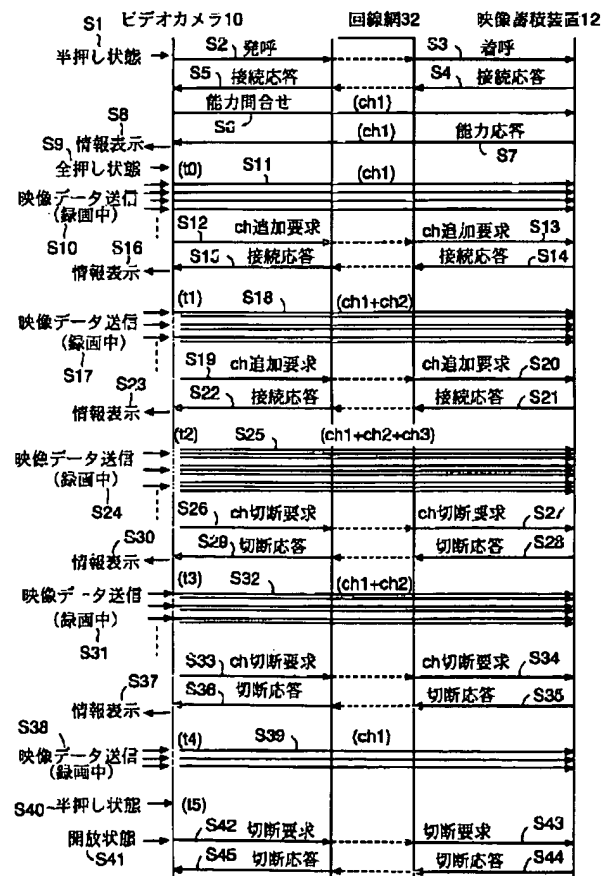 ビデオカメラ10 回線網32 映像蓄積装置12
S1 半押し状態
S2 発呼 S3 着呼
S5 接続応答 S4 接続応答
能力問合せ (ch1)
S6
S8 情報表示 (ch1) 能力応答
S7
S9 全押し状態 (t0) S11 (ch1)
映像データ送信
(録画中)
S10
S12 ch追加要求 ch追加要求 S13
S16 情報表示 S15 接続応答 接続応答 S14
(t1) S18 (ch1+ch2)
映像データ送信
(録画中)
S17
S19 ch追加要求 ch追加要求 S20
S23 情報表示 S22 接続応答 接続応答 S21
(t2) S25 (ch1+ch2+ch3)
映像データ送信
(録画中)
S24
S26 ch切断要求 ch切断要求 S27
S30 情報表示 S29 切断応答 切断応答 S28
(t3) S32 (ch1+ch2)
映像データ送信
(録画中)
S31
S33 ch切断要求 ch切断要求 S34
S37 情報表示 S36 切断応答 切断応答 S35
S38 (t4) S39 (ch1)
映像データ送信
(録画中)
S40 半押し状態 (t5)
開放状態 S42 切断要求 切断要求 S43
S41 S45 切断応答 切断応答 S44